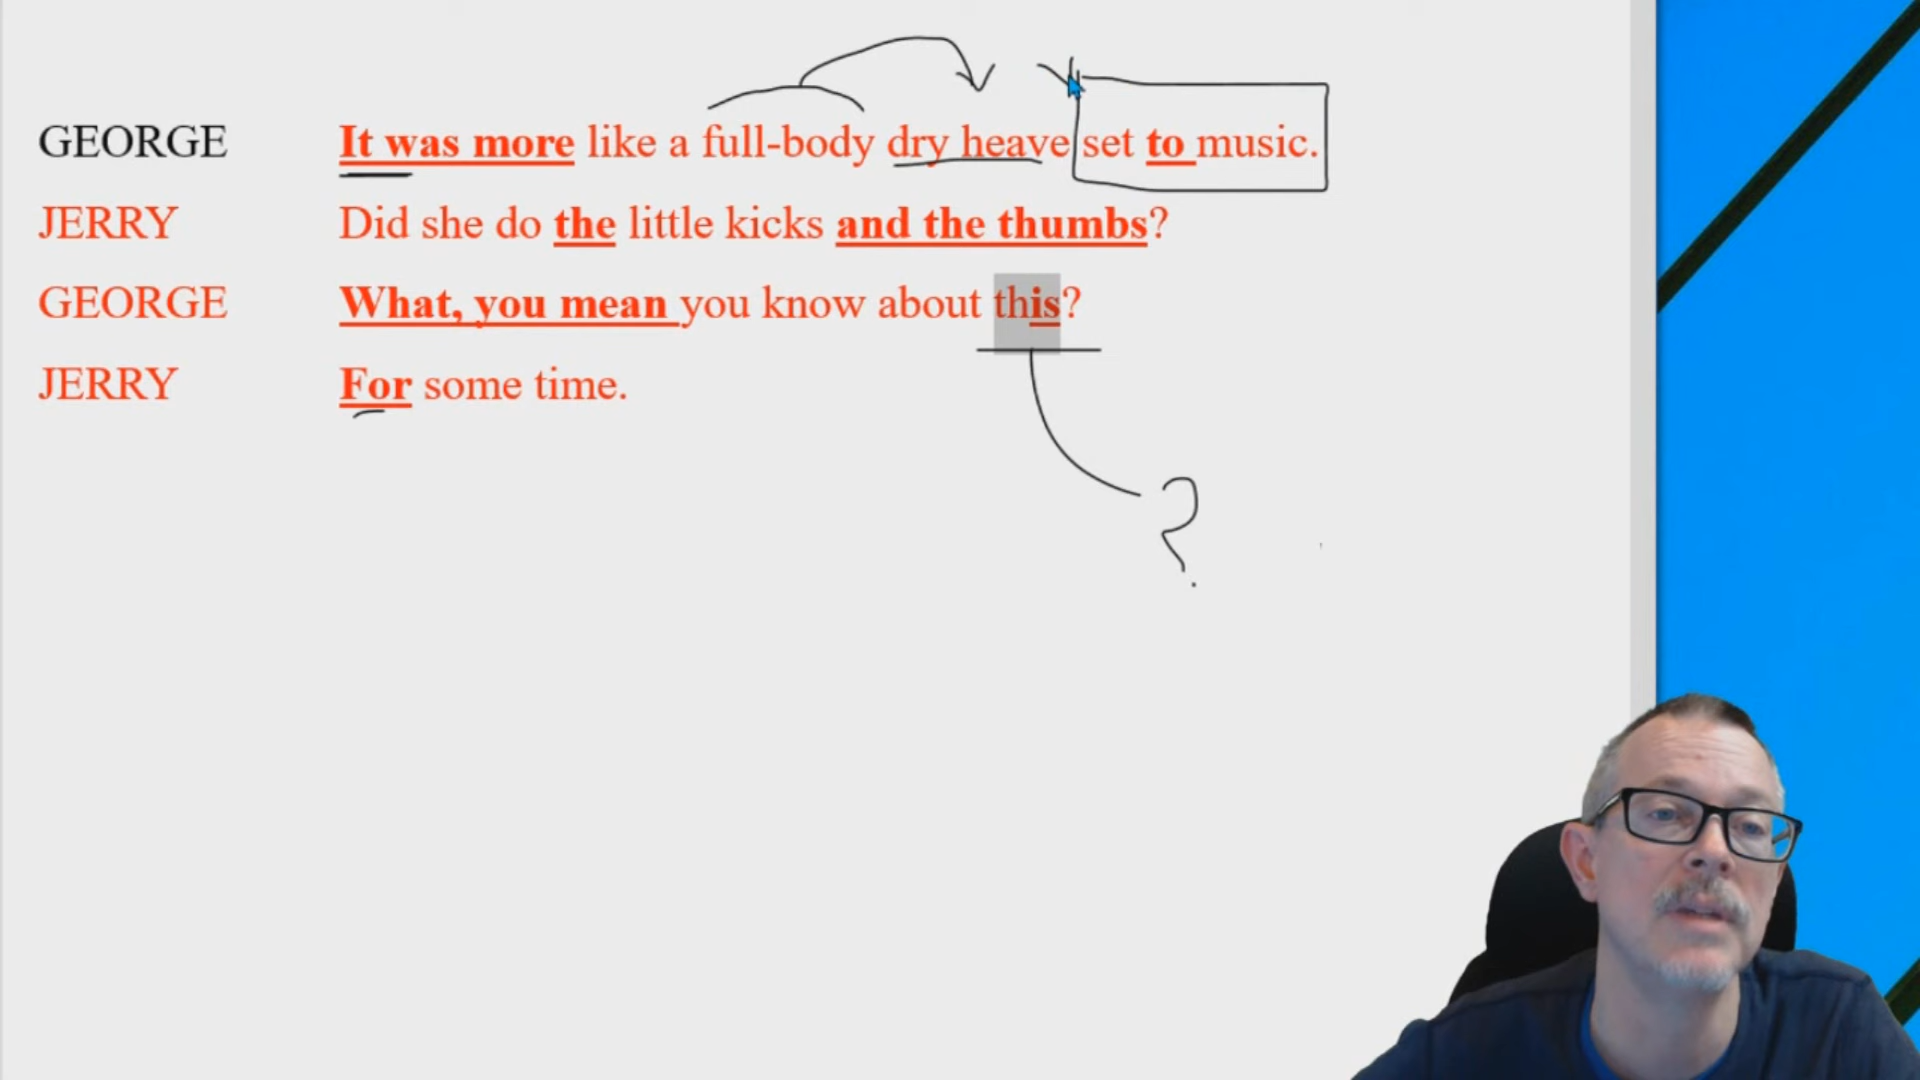 GEORGE It was more like a full-body dry heave set to music.
JERRY Did she do the little kicks and the thumbs?
GEORGE What, you mean you know about this?
JERRY For some time.
?